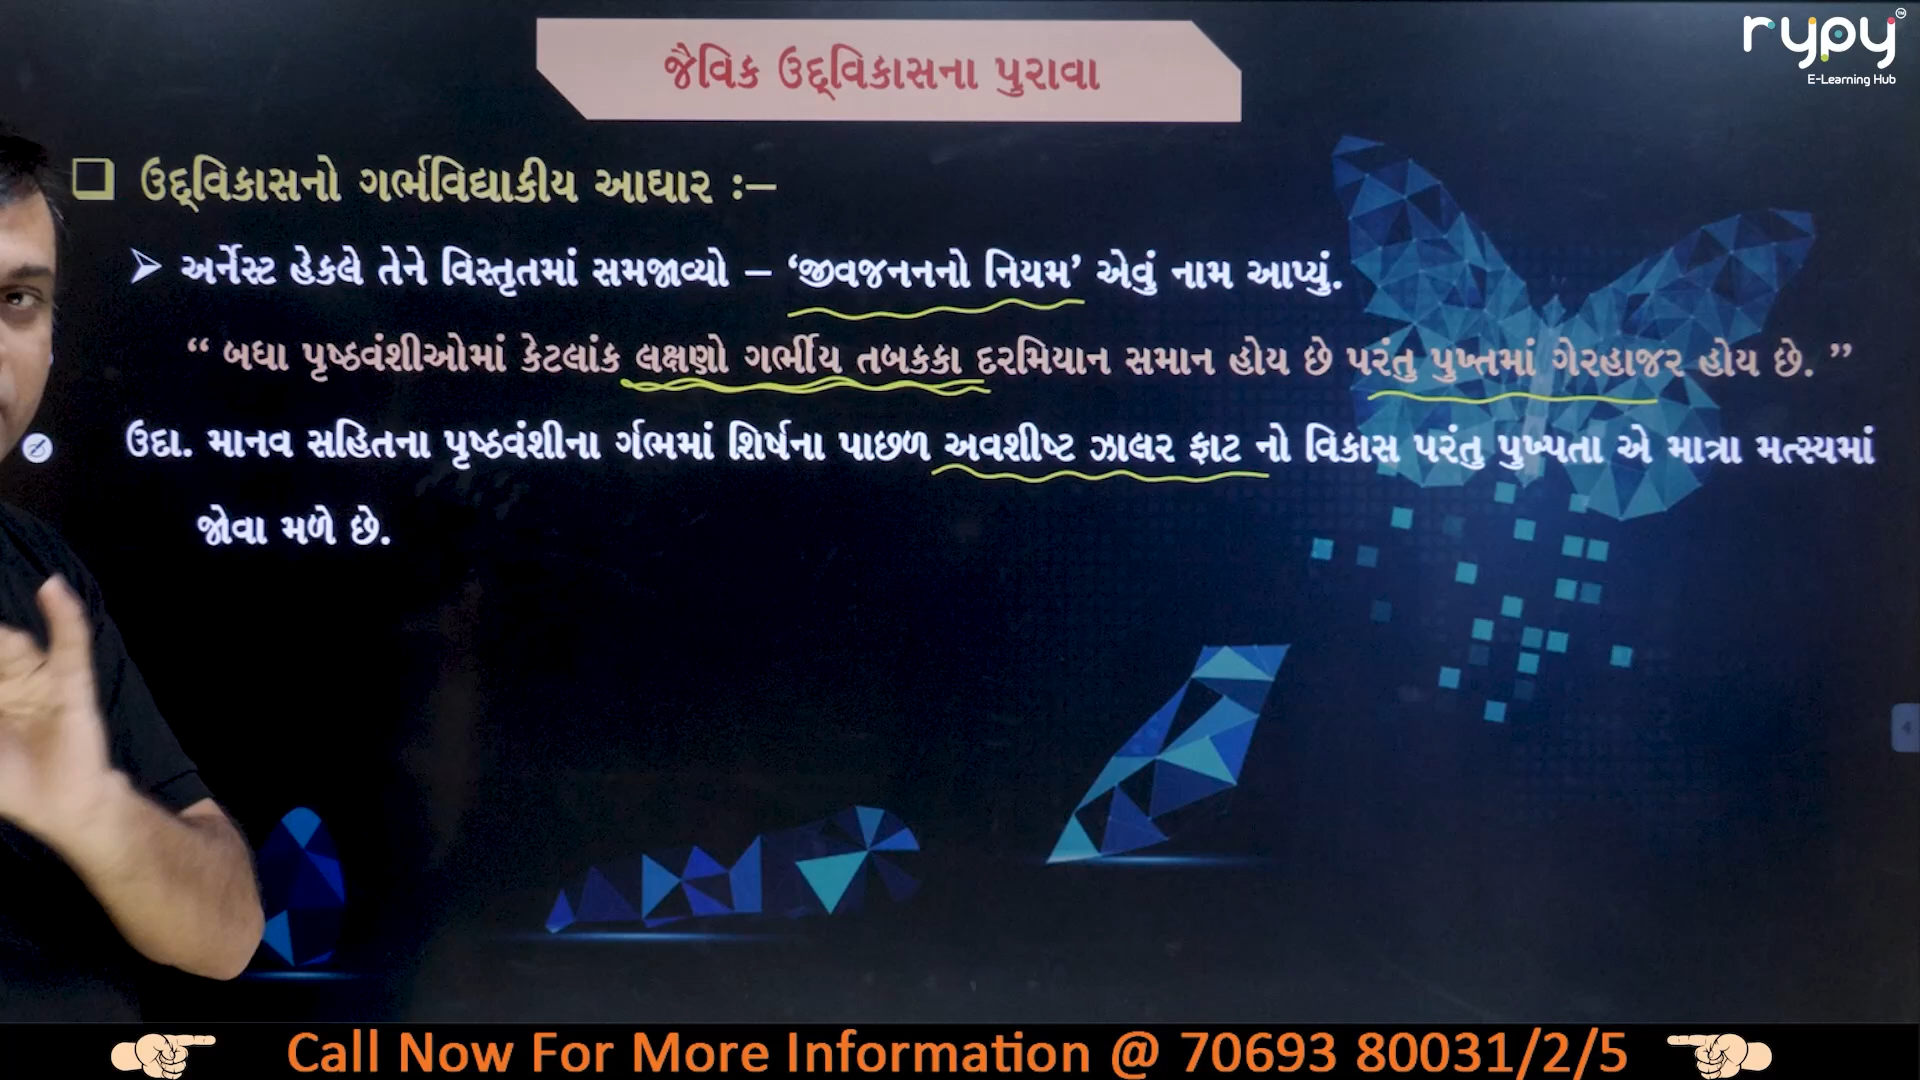 rypy TM
E-Learning Hub
જૈવિક ઉદ્દવિકાસના પુરાવા
ઉદ્દવિકાસનો ગર્ભવિદ્યાકીય આધાર :–
➢ અર્નેસ્ટ હેકલે તેને વિસ્તૃતમાં સમજાવ્યો – ‘જીવજનનનો નિયમ’ એવું નામ આપ્યું.
“ બધા પૃષ્ઠવંશીઓમાં કેટલાંક લક્ષણો ગર્ભીય તબકકા દરમિયાન સમાન હોય છે પરંતુ પુખ્તમાં ગેરહાજર હોય છે. ”
ઉદા. માનવ સહિતના પૃષ્ઠવંશીના ર્ગભમાં શિર્ષના પાછળ અવશીષ્ટ ઝાલર ફાટ નો વિકાસ પરંતુ પુખ્પતા એ માત્રા મત્સ્યમાં
જોવા મળે છે.
Call Now For More Information @ 70693 80031/2/5